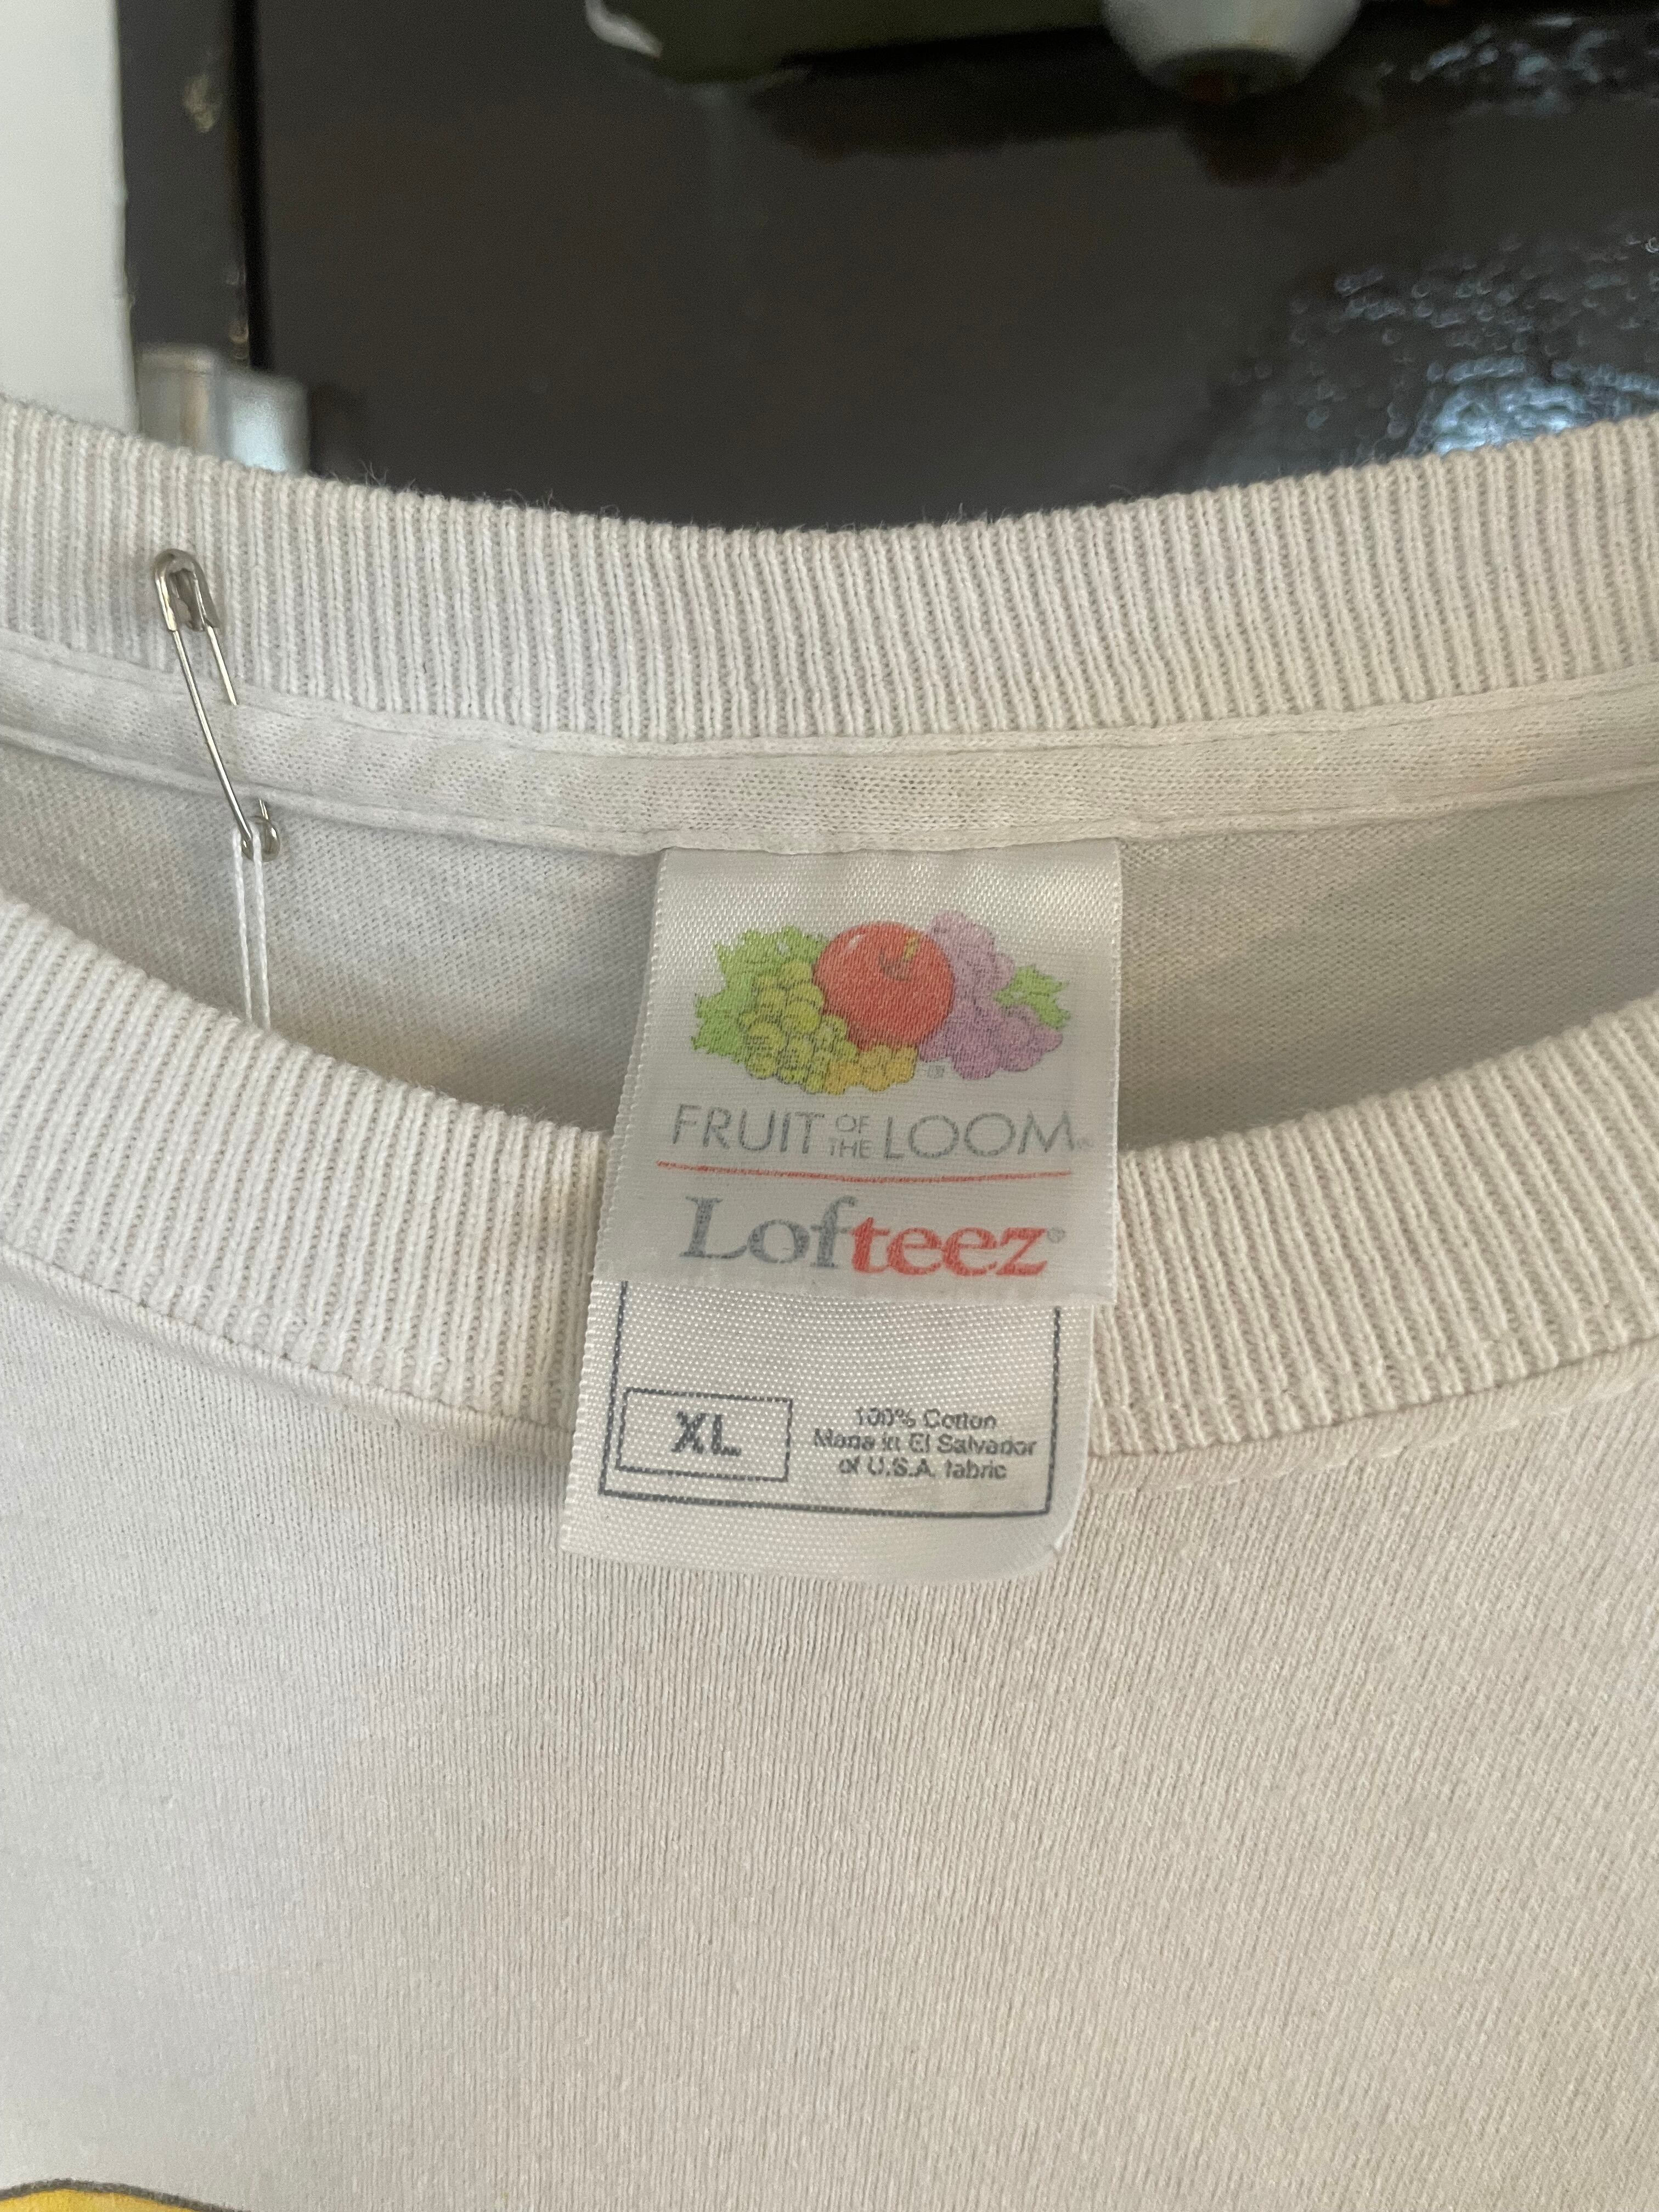 FRUIT OF THE LOOM
Lofteez®
XL
100% Cotton
Made in El Salvador
of U.S.A. fabric